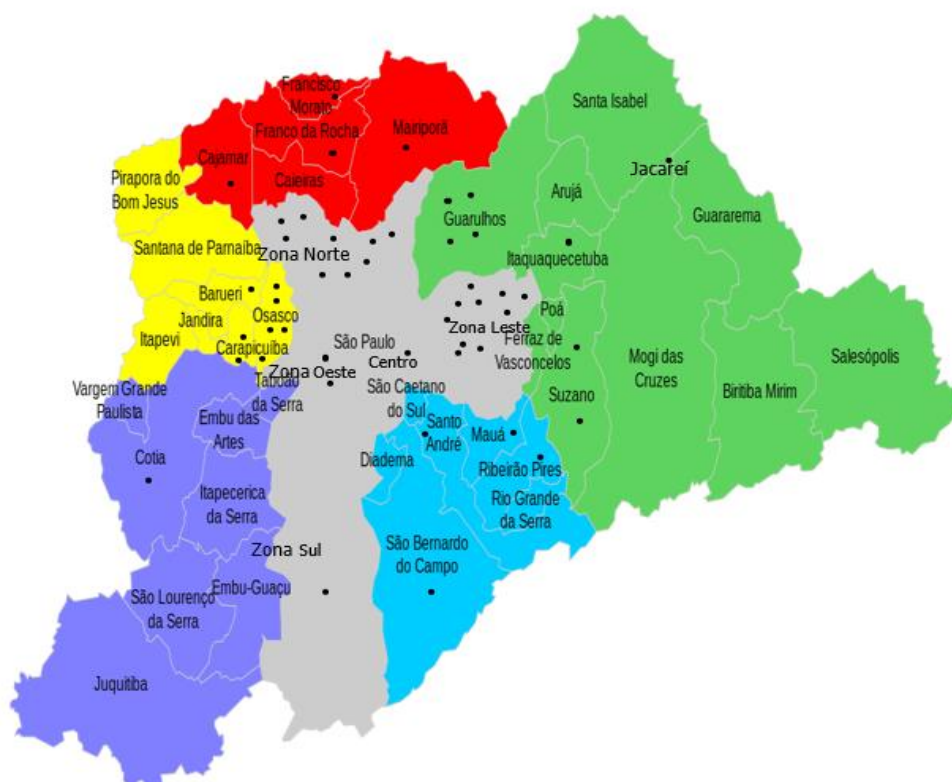 Francisco
Morato
Franco da Rocha
Mairiporã
Cajamar
Caieiras
Santa Isabel
Pirapora do
Bom Jesus
Jacareí
Arujá
Guararema
Guarulhos
Santana de Parnaíba
Zona Norte
Itaquaquecetuba
Barueri
Osasco
Jandira
Poá
Itapevi
Carapicuíba
São Paulo
Zona Leste
Ferraz de
Vasconcelos
Centro
Zona Oeste
Mogi das
Cruzes
Salesópolis
Biritiba Mirim
Vargem Grande
Paulista
Taboão
da Serra
São Caetano
do Sul
Suzano
Embu das
Artes
Santo
André
Mauá
Cotia
Diadema
Ribeirão Pires
Itapecerica
da Serra
Rio Grande
da Serra
Zona Sul
São Bernardo
do Campo
Embu-Guaçu
São Lourenço
da Serra
Juquitiba